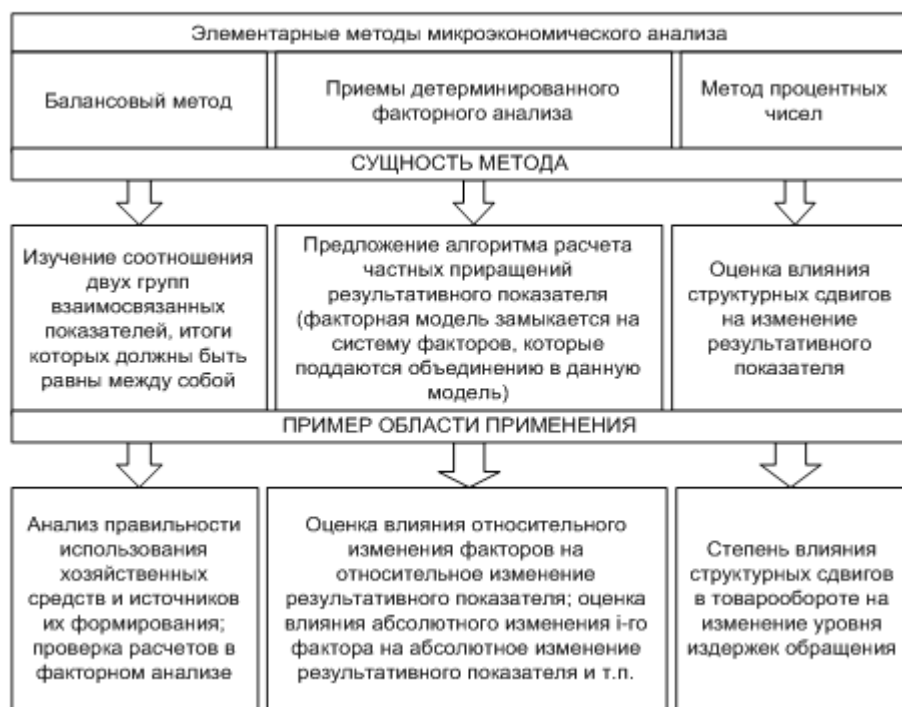 Элементарные методы микроэкономического анализа
Балансовый метод
Приемы детерминированного
факторного анализа
Метод процентных
чисел
СУЩНОСТЬ МЕТОДА
Изучение соотношения
двух групп
взаимосвязанных
показателей, итоги
которых должны быть
равны между собой
Предложение алгоритма расчета
частных приращений
результативного показателя
(факторная модель замыкается на
систему факторов, которые
поддаются объединению в данную
модель)
Оценка влияния
структурных сдвигов
на изменение
результативного
показателя
ПРИМЕР ОБЛАСТИ ПРИМЕНЕНИЯ
Анализ правильности
использования
хозяйственных
средств и источников
их формирования;
проверка расчетов в
факторном анализе
Оценка влияния относительного
изменения факторов на
относительное изменение
результативного показателя; оценка
влияния абсолютного изменения i-го
фактора на абсолютное изменение
результативного показателя и т.п.
Степень влияния
структурных сдвигов
в товарообороте на
изменение уровня
издержек обращения